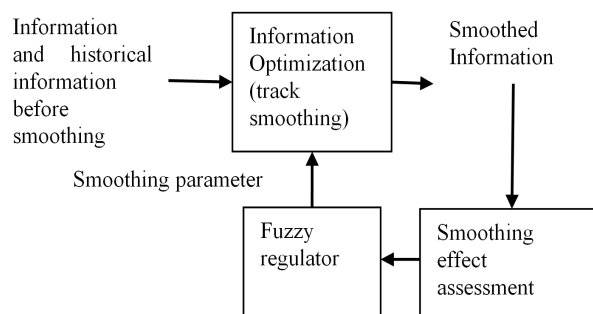 Information
and historical
information
before
smoothing
Information
Optimization
(track
smoothing)
Smoothed
Information
Smoothing parameter
Fuzzy
regulator
Smoothing
effect
assessment